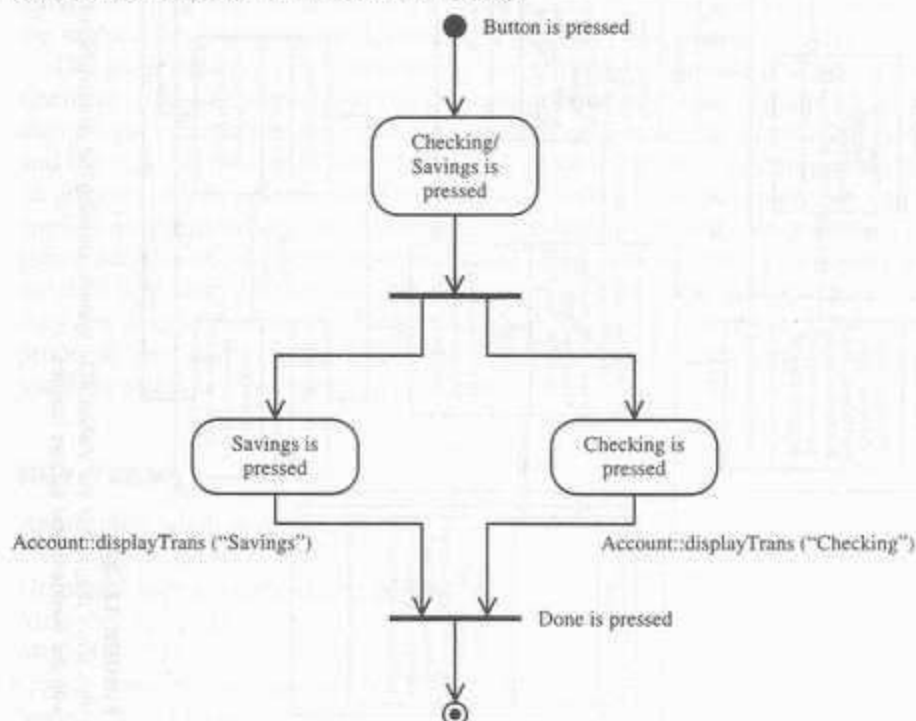 Button is pressed
Checking/
Savings is
pressed
Savings is
pressed
Checking is
pressed
Account::displayTrans (“Savings”)
Account::displayTrans (“Checking”)
Done is pressed